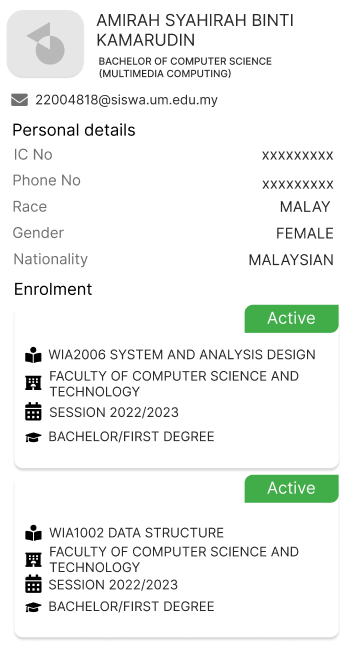 AMIRAH SYAHIRAH BINTI
KAMARUDIN
BACHELOR OF COMPUTER SCIENCE
(MULTIMEDIA COMPUTING)
22004818@siswa.um.edu.my
Personal details
IC No xxxxxxxxx
Phone No xxxxxxxxx
Race MALAY
Gender FEMALE
Nationality MALAYSIAN
Enrolment
Active
WIA2006 SYSTEM AND ANALYSIS DESIGN
FACULTY OF COMPUTER SCIENCE AND
TECHNOLOGY
SESSION 2022/2023
BACHELOR/FIRST DEGREE
Active
WIA1002 DATA STRUCTURE
FACULTY OF COMPUTER SCIENCE AND
TECHNOLOGY
SESSION 2022/2023
BACHELOR/FIRST DEGREE